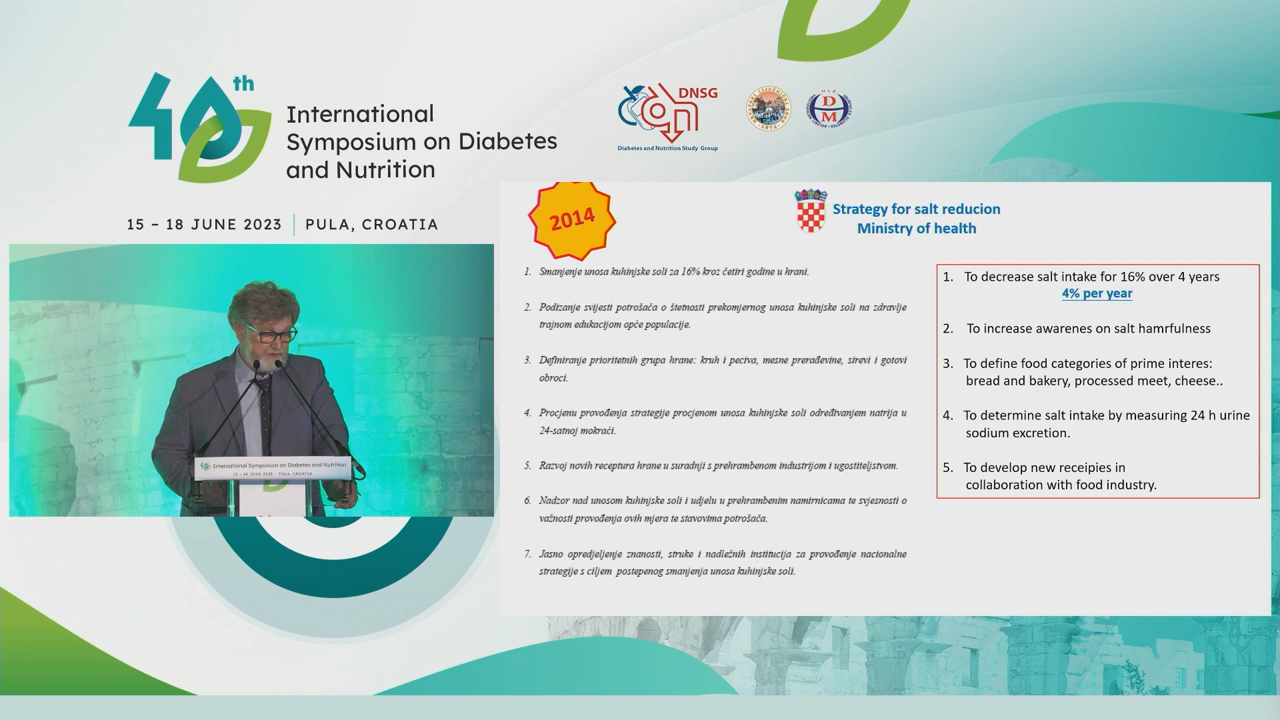 40th
International
Symposium on Diabetes
and Nutrition
15 – 18 JUNE 2023 | PULA, CROATIA
DNSG
Diabetes and Nutrition Study Group
DM
International Symposium on Diabetes and Nutrition
15 – 18 JUNE 2023 PULA, CROATIA
2014
Strategy for salt reducion
Ministry of health
1. Smanjenje unosa kuhinjske soli za 16% kroz četiri godine u hrani.
2. Podizanje svijesti potrošača o štetnosti prekomjernog unosa kuhinjske soli na zdravlje
trajnom edukacijom opće populacije.
3. Definiranje prioritetnih grupa hrane: kruh i peciva, mesne prerađevine, sirevi i gotovi
obroci.
4. Procjenu provođenja strategije procjenom unosa kuhinjske soli određivanjem natrija u
24-satnoj mokraći.
5. Razvoj novih receptura hrane u suradnji s prehrambenom industrijom i ugostiteljstvom.
6. Nadzor nad unosom kuhinjske soli i udjelu u prehrambenim namirnicama te svjesnosti o
važnosti provođenja ovih mjera te stavovima potrošača.
7. Jasno opredjeljenje znanosti, struke i nadležnih institucija za provođenje nacionalne
strategije s ciljem postepenog smanjenja unosa kuhinjske soli.
1. To decrease salt intake for 16% over 4 years
4% per year
2. To increase awarenes on salt hamrfulness
3. To define food categories of prime interes:
bread and bakery, processed meet, cheese..
4. To determine salt intake by measuring 24 h urine
sodium excretion.
5. To develop new receipies in
collaboration with food industry.